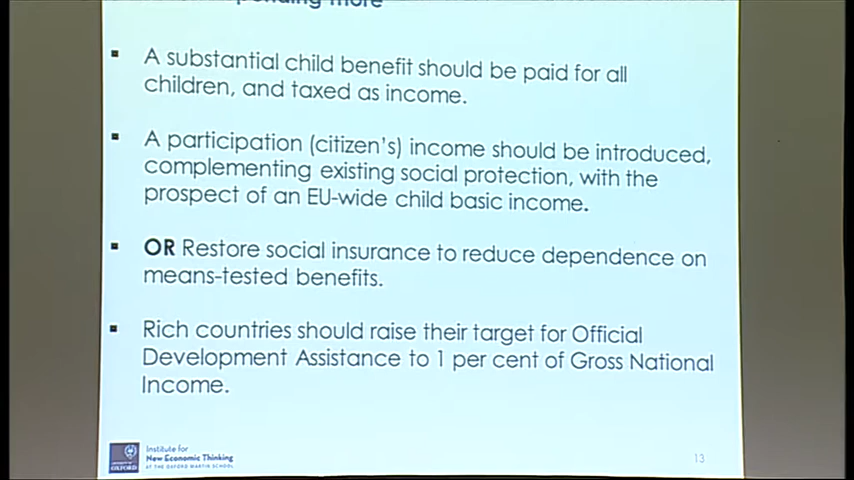 more
A substantial child benefit should be paid for all
children, and taxed as income.
A participation (citizen's) income should be introduced,
complementing existing social protection, with the
prospect of an EU-wide child basic income.
OR Restore social insurance to reduce dependence on
means-tested benefits.
Rich countries should raise their target for Official
Development Assistance to 1 per cent of Gross National
Income.
UNIVERSITY OF
OXFORD
Institute for
New Economic Thinking
AT THE OXFORD MARTIN SCHOOL
13